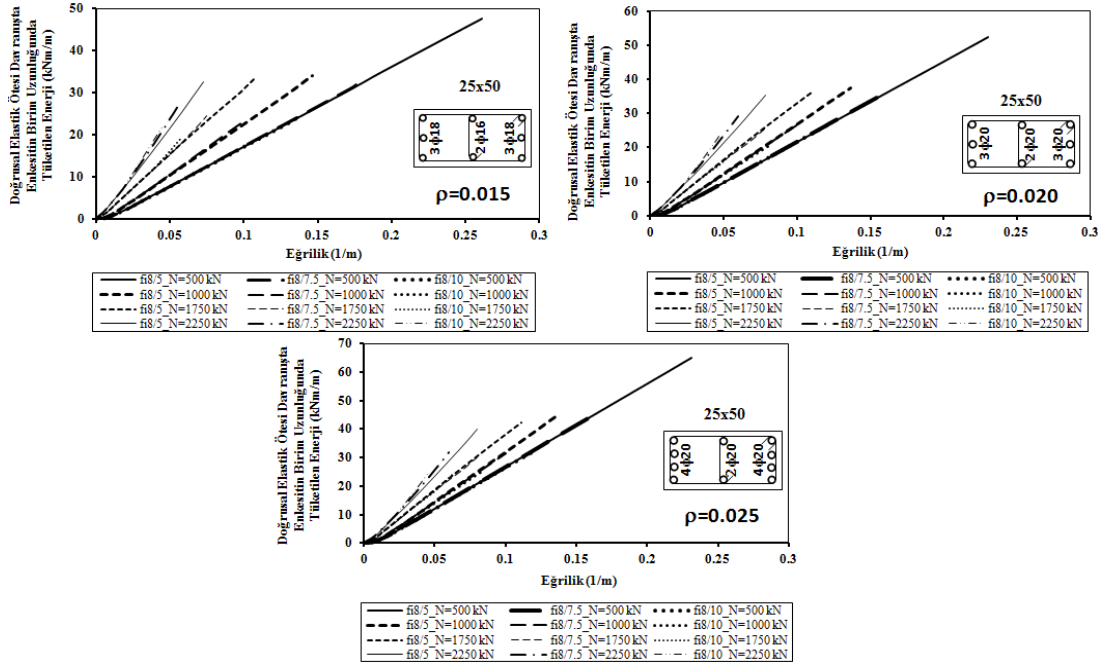 Doğrusal Elastik Ötesi Davranışta
Enkesitin Birim Uzunluğunda
Tüketilen Enerji (kNm/m)
50
40
30
20
10
0
0
0.05
0.1
0.15
0.2
0.25
0.3
Eğrilik (1/m)
25x50
3ϕ18
2ϕ16
3ϕ18
ρ=0.015
fi8/5_N=500 kN
fi8/7.5_N=500 kN
fi8/10_N=500 kN
fi8/5_N=1000 kN
fi8/7.5_N=1000 kN
fi8/10_N=1000 kN
fi8/5_N=1750 kN
fi8/7.5_N=1750 kN
fi8/10_N=1750 kN
fi8/5_N=2250 kN
fi8/7.5_N=2250 kN
fi8/10_N=2250 kN
Doğrusal Elastik Ötesi Davranışta
Enkesitin Birim Uzunluğunda
Tüketilen Enerji (kNm/m)
60
50
40
30
20
10
0
0
0.05
0.1
0.15
0.2
0.25
0.3
Eğrilik (1/m)
25x50
3ϕ20
2ϕ20
3ϕ20
ρ=0.020
fi8/5_N=500 kN
fi8/7.5_N=500 kN
fi8/10_N=500 kN
fi8/5_N=1000 kN
fi8/7.5_N=1000 kN
fi8/10_N=1000 kN
fi8/5_N=1750 kN
fi8/7.5_N=1750 kN
fi8/10_N=1750 kN
fi8/5_N=2250 kN
fi8/7.5_N=2250 kN
fi8/10_N=2250 kN
Doğrusal Elastik Ötesi Davranışta
Enkesitin Birim Uzunluğunda
Tüketilen Enerji (kNm/m)
70
60
50
40
30
20
10
0
0
0.05
0.1
0.15
0.2
0.25
0.3
Eğrilik (1/m)
25x50
4ϕ20
2ϕ20
4ϕ20
ρ=0.025
fi8/5_N=500 kN
fi8/7.5_N=500 kN
fi8/10_N=500 kN
fi8/5_N=1000 kN
fi8/7.5_N=1000 kN
fi8/10_N=1000 kN
fi8/5_N=1750 kN
fi8/7.5_N=1750 kN
fi8/10_N=1750 kN
fi8/5_N=2250 kN
fi8/7.5_N=2250 kN
fi8/10_N=2250 kN